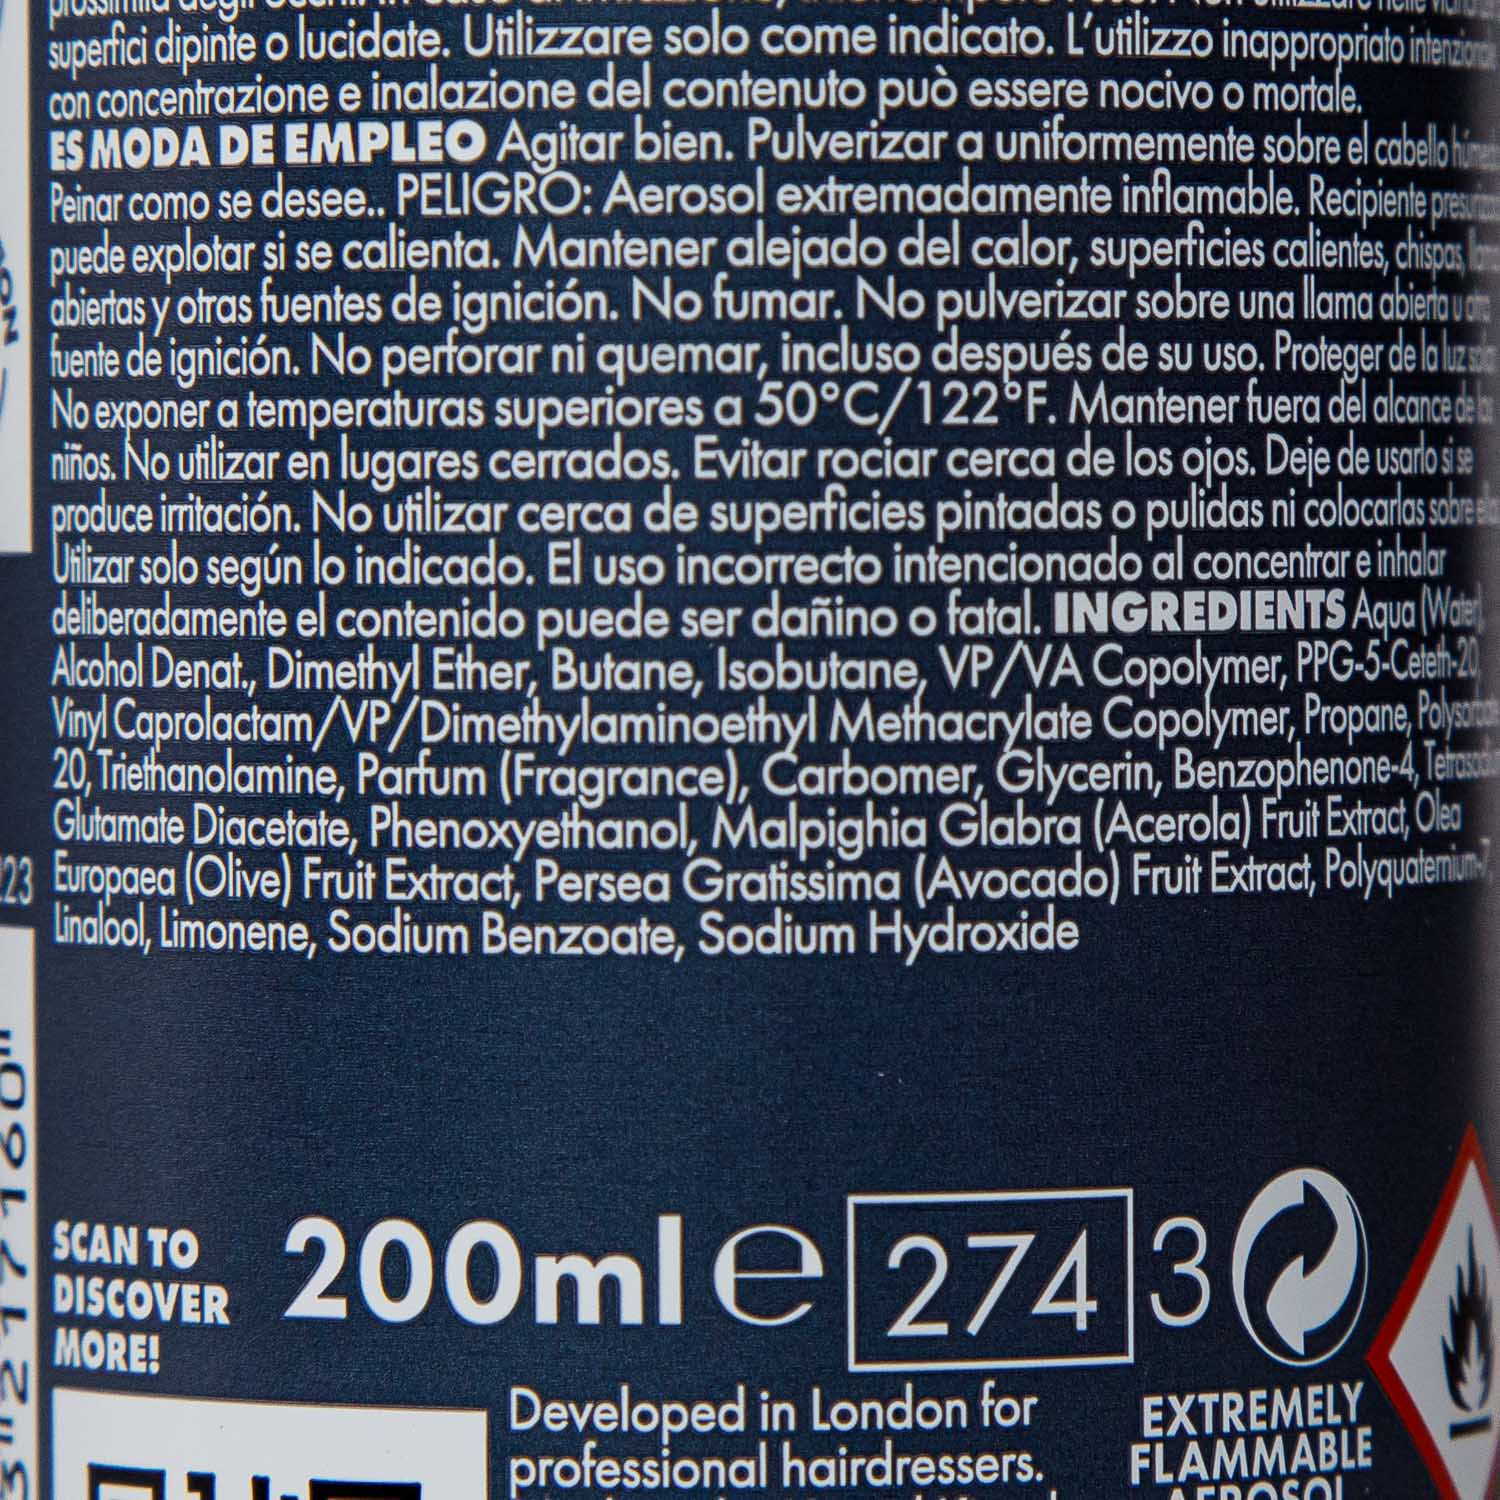 superfici dipinte o lucidate. Utilizzare solo come indicato. L'utilizzo inappropriato
con concentrazione e inalazione del contenuto può essere nocivo o mortale.
ES MODA DE EMPLEO Agitar bien. Pulverizar a uniformemente sobre el cabello
Peinar como se desee.. PELIGRO: Aerosol extremadamente inflamable. Recipiente
puede explotar si se calienta. Mantener alejado del calor, superficies calientes, chispas,
abiertas y otras fuentes de ignición. No fumar. No pulverizar sobre una llama abierta u
fuente de ignición. No perforar ni quemar, incluso después de su uso. Proteger de la luz
No exponer a temperaturas superiores a 50°C/122°F. Mantener fuera del alcance de
niños. No utilizar en lugares cerrados. Evitar rociar cerca de los ojos. Deje de usarlo si se
produce irritación. No utilizar cerca de superficies pintadas o pulidas ni colocarlas sobre
Utilizar solo según lo indicado. El uso incorrecto intencionado al concentrar e inhalar
deliberadamente el contenido puede ser dañino o fatal. INGREDIENTS Aqua (Water),
Alcohol Denat., Dimethyl Ether, Butane, Isobutane, VP/VA Copolymer, PPG-5-Ceteth-20,
Vinyl Caprolactam/VP/Dimethylaminoethyl Methacrylate Copolymer, Propane, Polysorbate
20, Triethanolamine, Parfum (Fragrance), Carbomer, Glycerin, Benzophenone-4,
Glutamate Diacetate, Phenoxyethanol, Malpighia Glabra (Acerola) Fruit Extract, Olea
Europaea (Olive) Fruit Extract, Persea Gratissima (Avocado) Fruit Extract, Polyquaternium-7,
Linalool, Limonene, Sodium Benzoate, Sodium Hydroxide
SCAN TO
DISCOVER
MORE!
200ml e 274 3
Developed in London for
professional hairdressers.
EXTREMELY
FLAMMABLE
AEROSOL